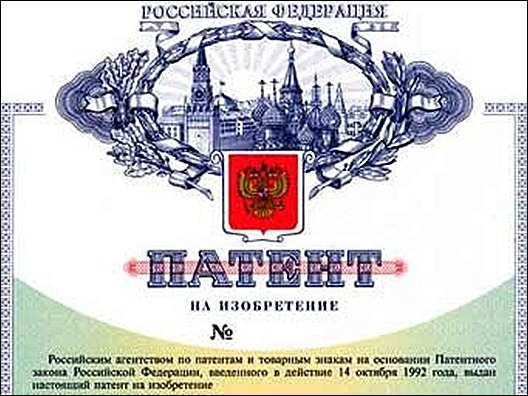 РОССИЙСКАЯ ФЕДЕРАЦИЯ
ПАТЕНТ
НА ИЗОБРЕТЕНИЕ
№
Российским агентством по патентам и товарным знакам на основании Патентного
закона Российской Федерации, введенного в действие 14 октября 1992 года, выдан
настоящий патент на изобретение